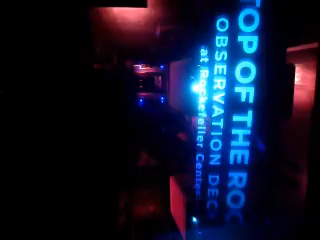 TOP OF THE ROC
OBSERVATION DEC
at Rockefeller Center